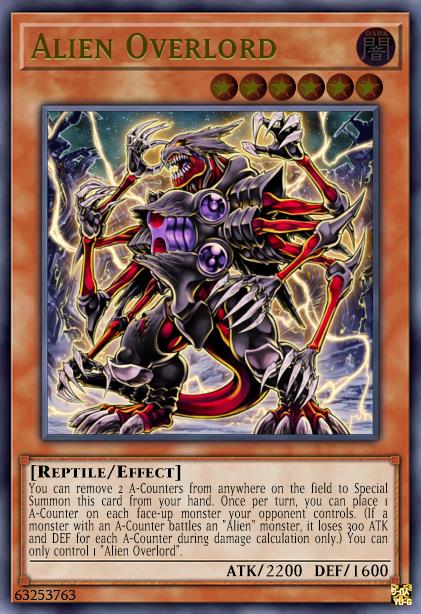 ALIEN OVERLORD
DARK
闇
[REPTILE/EFFECT]
You can remove 2 A-Counters from anywhere on the field to Special
Summon this card from your hand. Once per turn, you can place 1
A-Counter on each face-up monster your opponent controls. (If a
monster with an A-Counter battles an "Alien" monster, it loses 300 ATK
and DEF for each A-Counter during damage calculation only.) You can
only control 1 "Alien Overlord".
ATK/2200 DEF/1600
63253763